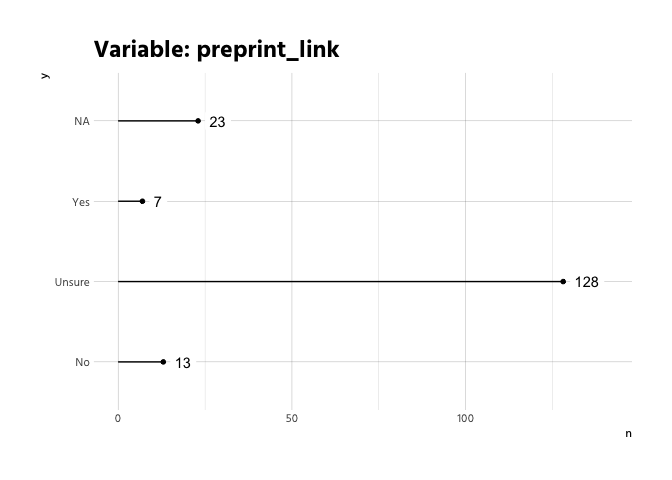 Variable: preprint_link
y
NA 23
Yes 7
Unsure 128
No 13
0 50 100
n